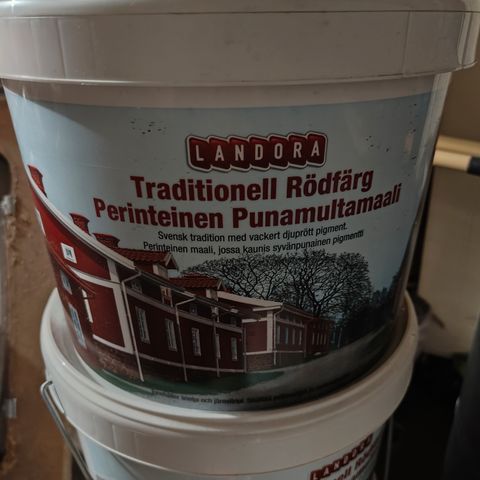 LANDORA
Traditionell Rödfärg
Perinteinen Punamultamaali
Svensk tradition med vackert djuprött pigment.
Perinteinen maali, jossa kaunis syvänpunainen pigmentti
LANDORA